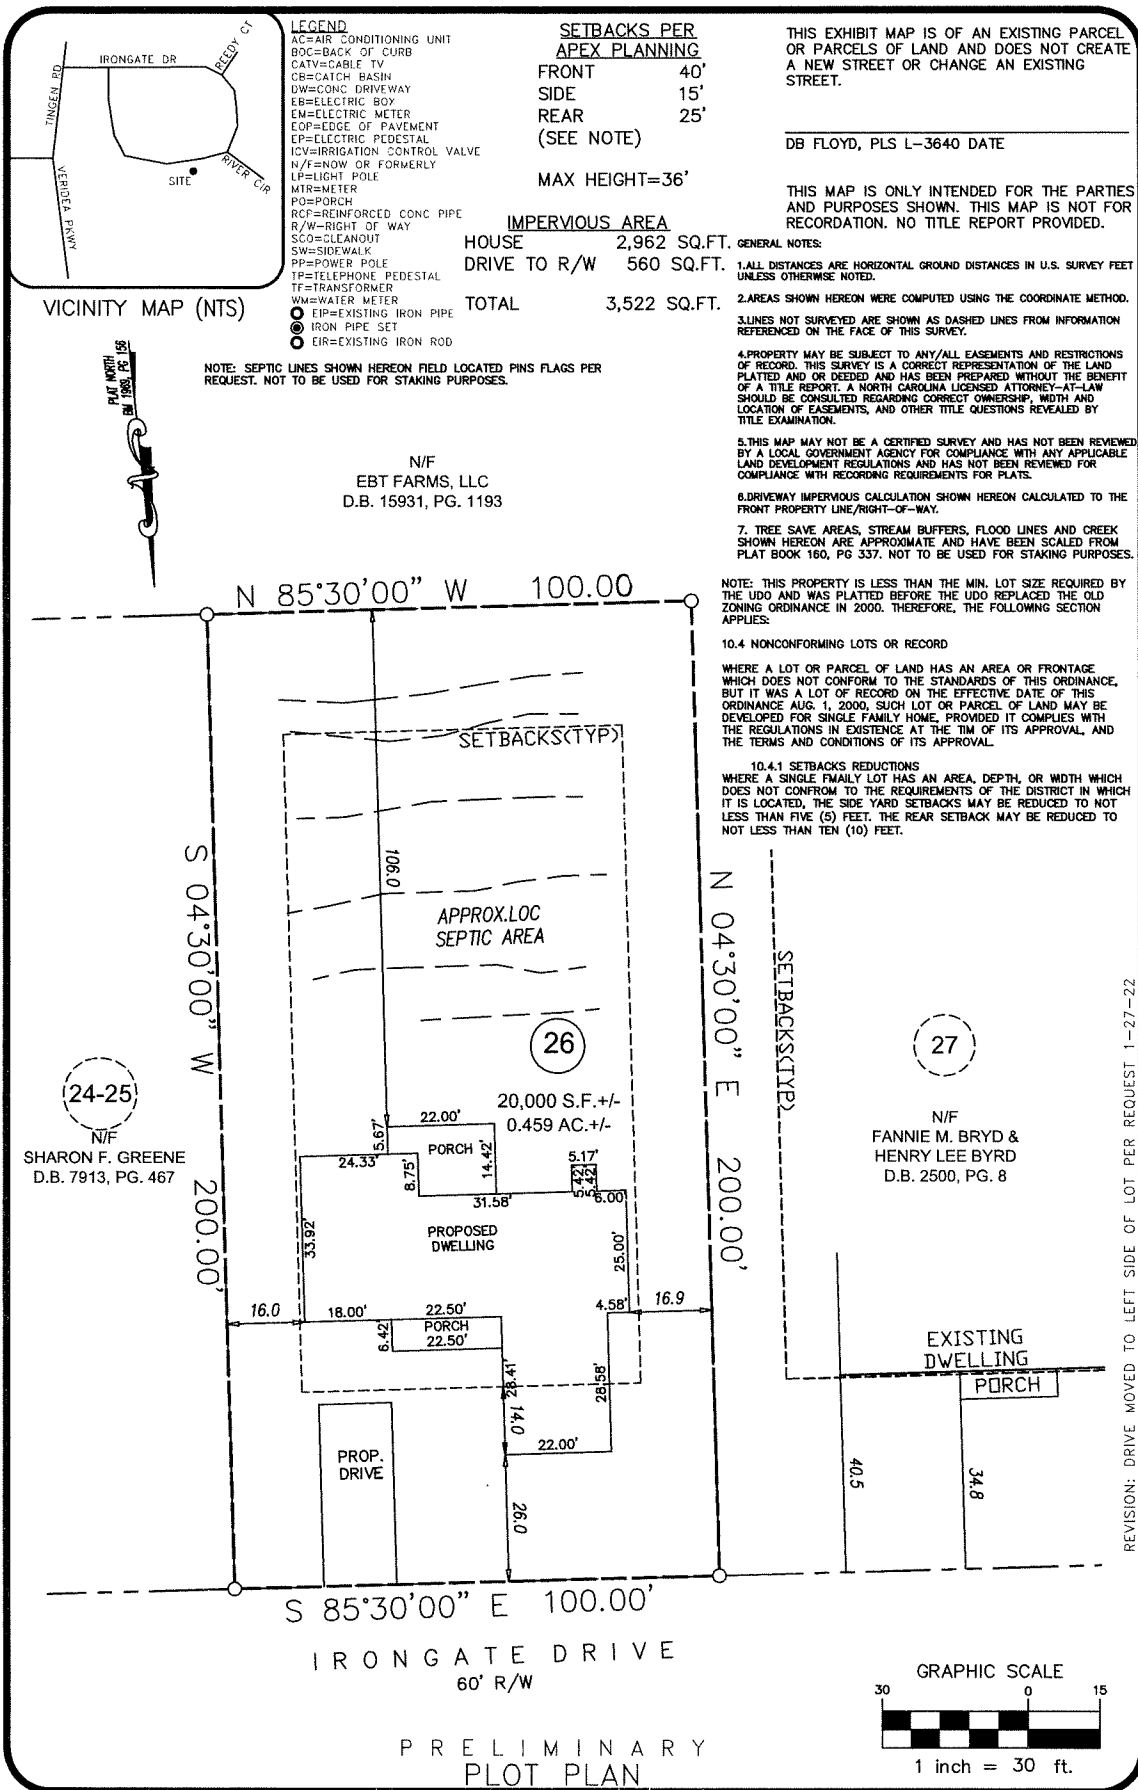 IRONGATE DR
REEDY CT
TINGEN RD
VERIDEA PKWY
RIVER CIR
SITE
VICINITY MAP (NTS)
LEGEND
AC=AIR CONDITIONING UNIT
BOC=BACK OF CURB
CATV=CABLE TV
CB=CATCH BASIN
DW=CONC DRIVEWAY
EB=ELECTRIC BOX
EM=ELECTRIC METER
EOP=EDGE OF PAVEMENT
EP=ELECTRIC PEDESTAL
ICV=IRRIGATION CONTROL VALVE
N/F=NOW OR FORMERLY
LP=LIGHT POLE
MTR=METER
PO=PORCH
RCP=REINFORCED CONC PIPE
R/W-RIGHT OF WAY
SCO=CLEANOUT
SW=SIDEWALK
PP=POWER POLE
TP=TELEPHONE PEDESTAL
TF=TRANSFORMER
WM=WATER METER
EIP=EXISTING IRON PIPE
IRON PIPE SET
EIR=EXISTING IRON ROD
SETBACKS PER
APEX PLANNING
FRONT 40'
SIDE 15'
REAR 25'
(SEE NOTE)
MAX HEIGHT=36'
IMPERVIOUS AREA
HOUSE 2,962 SQ.FT.
DRIVE TO R/W 560 SQ.FT.
TOTAL 3,522 SQ.FT.
THIS EXHIBIT MAP IS OF AN EXISTING PARCEL
OR PARCELS OF LAND AND DOES NOT CREATE
A NEW STREET OR CHANGE AN EXISTING
STREET.
DB FLOYD, PLS L-3640 DATE
THIS MAP IS ONLY INTENDED FOR THE PARTIES
AND PURPOSES SHOWN. THIS MAP IS NOT FOR
RECORDATION. NO TITLE REPORT PROVIDED.
GENERAL NOTES:
1.ALL DISTANCES ARE HORIZONTAL GROUND DISTANCES IN U.S. SURVEY FEET
UNLESS OTHERWISE NOTED.
2.AREAS SHOWN HEREON WERE COMPUTED USING THE COORDINATE METHOD.
3.LINES NOT SURVEYED ARE SHOWN AS DASHED LINES FROM INFORMATION
REFERENCED ON THE FACE OF THIS SURVEY.
4.PROPERTY MAY BE SUBJECT TO ANY/ALL EASEMENTS AND RESTRICTIONS
OF RECORD. THIS SURVEY IS A CORRECT REPRESENTATION OF THE LAND
PLATTED AND OR DEEDED AND HAS BEEN PREPARED WITHOUT THE BENEFIT
OF A TITLE REPORT. A NORTH CAROLINA LICENSED ATTORNEY-AT-LAW
SHOULD BE CONSULTED REGARDING CORRECT OWNERSHIP, WIDTH AND
LOCATION OF EASEMENTS, AND OTHER TITLE QUESTIONS REVEALED BY
TITLE EXAMINATION.
5.THIS MAP MAY NOT BE A CERTIFIED SURVEY AND HAS NOT BEEN REVIEWED
BY A LOCAL GOVERNMENT AGENCY FOR COMPLIANCE WITH ANY APPLICABLE
LAND DEVELOPMENT REGULATIONS AND HAS NOT BEEN REVIEWED FOR
COMPLIANCE WITH RECORDING REQUIREMENTS FOR PLATS.
6.DRIVEWAY IMPERVIOUS CALCULATION SHOWN HEREON CALCULATED TO THE
FRONT PROPERTY LINE/RIGHT-OF-WAY.
7. TREE SAVE AREAS, STREAM BUFFERS, FLOOD LINES AND CREEK
SHOWN HEREON ARE APPROXIMATE AND HAVE BEEN SCALED FROM
PLAT BOOK 160, PG 337. NOT TO BE USED FOR STAKING PURPOSES.
NOTE: THIS PROPERTY IS LESS THAN THE MIN. LOT SIZE REQUIRED BY
THE UDO AND WAS PLATTED BEFORE THE UDO REPLACED THE OLD
ZONING ORDINANCE IN 2000. THEREFORE, THE FOLLOWING SECTION
APPLIES:
10.4 NONCONFORMING LOTS OR RECORD
WHERE A LOT OR PARCEL OF LAND HAS AN AREA OR FRONTAGE
WHICH DOES NOT CONFORM TO THE STANDARDS OF THIS ORDINANCE,
BUT IT WAS A LOT OF RECORD ON THE EFFECTIVE DATE OF THIS
ORDINANCE AUG. 1, 2000, SUCH LOT OR PARCEL OF LAND MAY BE
DEVELOPED FOR SINGLE FAMILY HOME, PROVIDED IT COMPLIES WITH
THE REGULATIONS IN EXISTENCE AT THE TIM OF ITS APPROVAL, AND
THE TERMS AND CONDITIONS OF ITS APPROVAL
10.4.1 SETBACKS REDUCTIONS
WHERE A SINGLE FMAILY LOT HAS AN AREA, DEPTH, OR WIDTH WHICH
DOES NOT CONFROM TO THE REQUIREMENTS OF THE DISTRICT IN WHICH
IT IS LOCATED, THE SIDE YARD SETBACKS MAY BE REDUCED TO NOT
LESS THAN FIVE (5) FEET. THE REAR SETBACK MAY BE REDUCED TO
NOT LESS THAN TEN (10) FEET.
NOTE: SEPTIC LINES SHOWN HEREON FIELD LOCATED PINS FLAGS PER
REQUEST. NOT TO BE USED FOR STAKING PURPOSES.
PLAT NORTH
BM 1969, PG 156
N/F
EBT FARMS, LLC
D.B. 15931, PG. 1193
N 85°30'00" W 100.00
SETBACKS(TYP)
106.0
APPROX.LOC
SEPTIC AREA
S 04°30'00" W 200.00'
N 04°30'00" E 200.00'
26
20,000 S.F.+/-
0.459 AC.+/-
24-25
N/F
SHARON F. GREENE
D.B. 7913, PG. 467
SETBACKS(TYP)
27
N/F
FANNIE M. BRYD &
HENRY LEE BYRD
D.B. 2500, PG. 8
22.00'
5.67'
PORCH
14.42'
24.33'
8.75'
5.17'
5.42'
5.42'
31.58'
6.00'
33.92'
PROPOSED
DWELLING
25.00'
16.0
18.00'
22.50'
4.58'
16.9
6.42'
PORCH
22.50'
28.41'
28.58'
14.0
22.00'
PROP.
DRIVE
26.0
EXISTING
DWELLING
PORCH
40.5
34.8
S 85°30'00" E 100.00'
IRONGATE DRIVE
60' R/W
REVISION: DRIVE MOVED TO LEFT SIDE OF LOT PER REQUEST 1-27-22
GRAPHIC SCALE
30 0 15
1 inch = 30 ft.
PRELIMINARY
PLOT PLAN